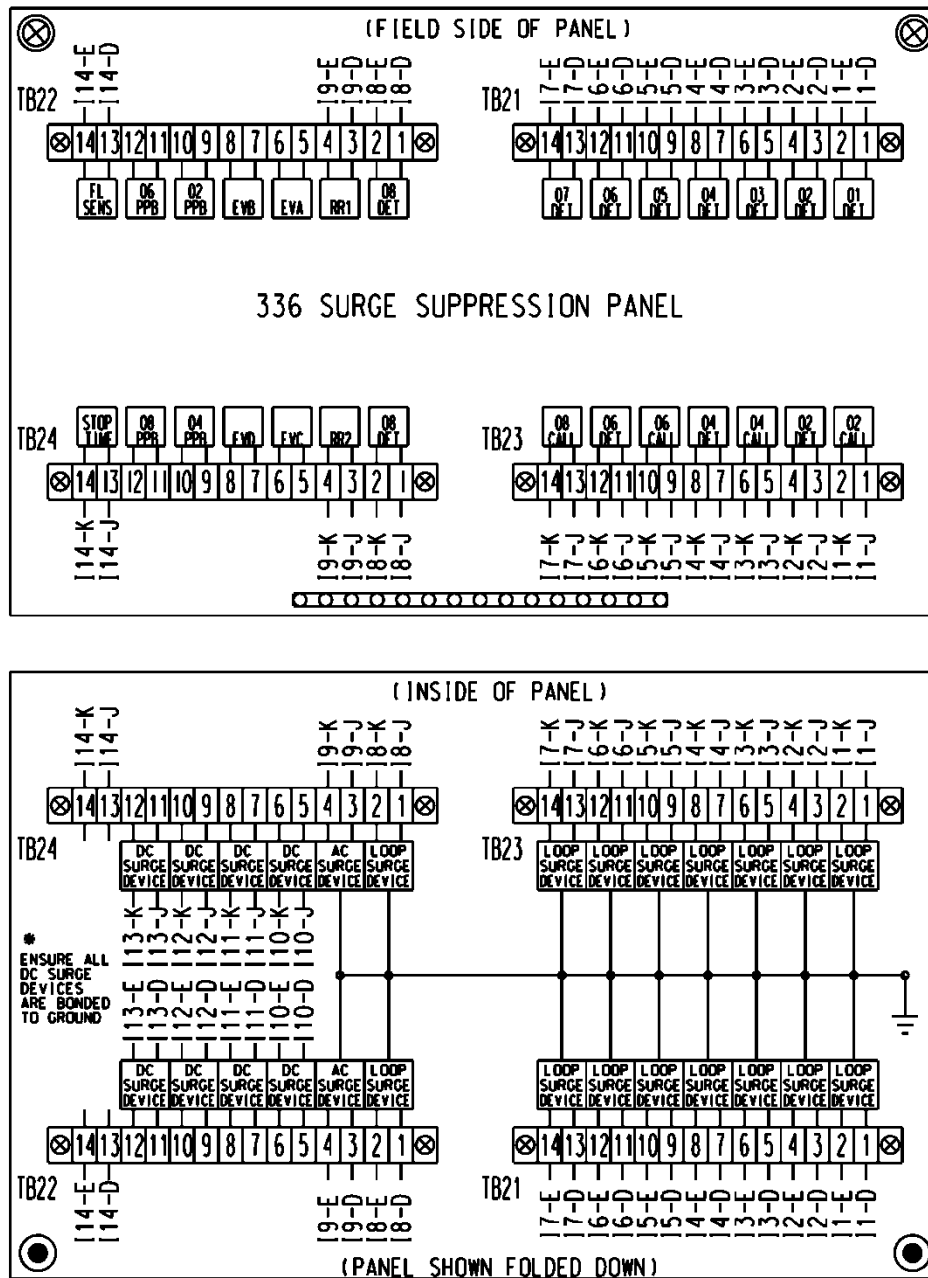 (FIELD SIDE OF PANEL)
TB22
I14-E I14-D I9-E I9-D I8-E I8-D
14 13 12 11 10 9 8 7 6 5 4 3 2 1
FL SENS
06 PPB
02 PPB
EVB
EVA
RR1
08 DET
TB21
I7-E I7-D I6-E I6-D I5-E I5-D I4-E I4-D I3-E I3-D I2-E I2-D I1-E I1-D
14 13 12 11 10 9 8 7 6 5 4 3 2 1
07 DET
06 DET
05 DET
04 DET
03 DET
02 DET
01 DET
336 SURGE SUPPRESSION PANEL
TB24
STOP TIME
08 PPB
04 PPB
EVD
EVC
RR2
08 DET
14 13 12 11 10 9 8 7 6 5 4 3 2 1
I14-K I14-J I9-K I9-J I8-K I8-J
TB23
08 CALL
06 DET
06 CALL
04 DET
04 CALL
02 DET
02 CALL
14 13 12 11 10 9 8 7 6 5 4 3 2 1
I7-K I7-J I6-K I6-J I5-K I5-J I4-K I4-J I3-K I3-J I2-K I2-J I1-K I1-J
(INSIDE OF PANEL)
I14-K I14-J I9-K I9-J I8-K I8-J
14 13 12 11 10 9 8 7 6 5 4 3 2 1
TB24
DC SURGE DEVICE
DC SURGE DEVICE
DC SURGE DEVICE
DC SURGE DEVICE
AC SURGE DEVICE
LOOP SURGE DEVICE
I13-K I13-J I12-K I12-J I11-K I11-J I10-K I10-J
I7-K I7-J I6-K I6-J I5-K I5-J I4-K I4-J I3-K I3-J I2-K I2-J I1-K I1-J
14 13 12 11 10 9 8 7 6 5 4 3 2 1
TB23
LOOP SURGE DEVICE
LOOP SURGE DEVICE
LOOP SURGE DEVICE
LOOP SURGE DEVICE
LOOP SURGE DEVICE
LOOP SURGE DEVICE
LOOP SURGE DEVICE
*
ENSURE ALL
DC SURGE
DEVICES
ARE BONDED
TO GROUND
I13-E I13-D I12-E I12-D I11-E I11-D I10-E I10-D
DC SURGE DEVICE
DC SURGE DEVICE
DC SURGE DEVICE
DC SURGE DEVICE
AC SURGE DEVICE
LOOP SURGE DEVICE
14 13 12 11 10 9 8 7 6 5 4 3 2 1
TB22
I14-E I14-D I9-E I9-D I8-E I8-D
LOOP SURGE DEVICE
LOOP SURGE DEVICE
LOOP SURGE DEVICE
LOOP SURGE DEVICE
LOOP SURGE DEVICE
LOOP SURGE DEVICE
LOOP SURGE DEVICE
14 13 12 11 10 9 8 7 6 5 4 3 2 1
TB21
I7-E I7-D I6-E I6-D I5-E I5-D I4-E I4-D I3-E I3-D I2-E I2-D I1-E I1-D
(PANEL SHOWN FOLDED DOWN)